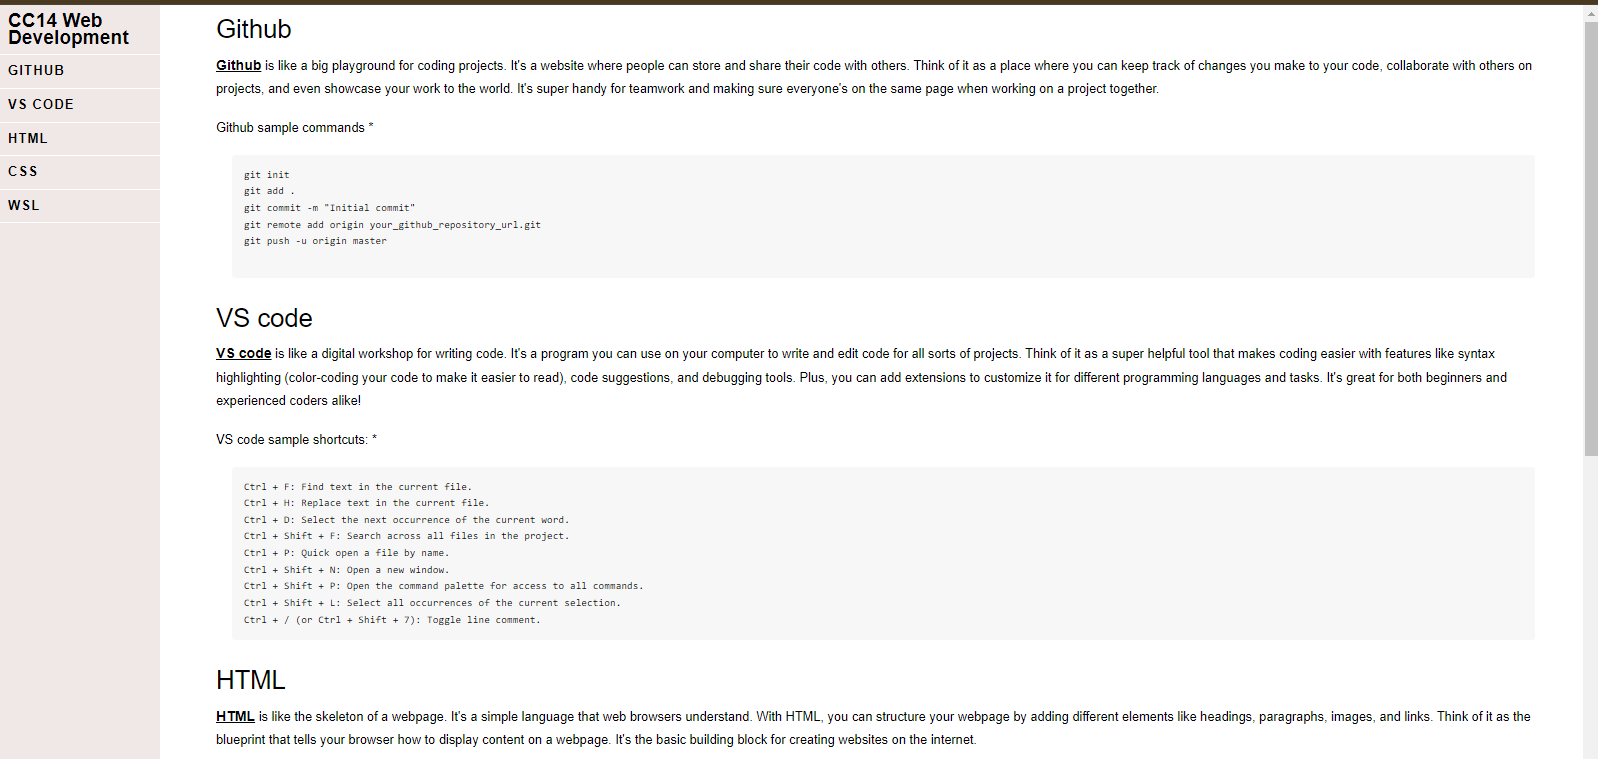 CC14 Web
Development
GITHUB
VS CODE
HTML
CSS
WSL
Github
Github is like a big playground for coding projects. It's a website where people can store and share their code with others. Think of it as a place where you can keep track of changes you make to your code, collaborate with others on
projects, and even showcase your work to the world. It's super handy for teamwork and making sure everyone's on the same page when working on a project together.
Github sample commands *
git init
git add .
git commit -m "Initial commit"
git remote add origin your_github_repository_url.git
git push -u origin master
VS code
VS code is like a digital workshop for writing code. It's a program you can use on your computer to write and edit code for all sorts of projects. Think of it as a super helpful tool that makes coding easier with features like syntax
highlighting (color-coding your code to make it easier to read), code suggestions, and debugging tools. Plus, you can add extensions to customize it for different programming languages and tasks. It's great for both beginners and
experienced coders alike!
VS code sample shortcuts: *
Ctrl + F: Find text in the current file.
Ctrl + H: Replace text in the current file.
Ctrl + D: Select the next occurrence of the current word.
Ctrl + Shift + F: Search across all files in the project.
Ctrl + P: Quick open a file by name.
Ctrl + Shift + N: Open a new window.
Ctrl + Shift + P: Open the command palette for access to all commands.
Ctrl + Shift + L: Select all occurrences of the current selection.
Ctrl + / (or Ctrl + Shift + 7): Toggle line comment.
HTML
HTML is like the skeleton of a webpage. It's a simple language that web browsers understand. With HTML, you can structure your webpage by adding different elements like headings, paragraphs, images, and links. Think of it as the
blueprint that tells your browser how to display content on a webpage. It's the basic building block for creating websites on the internet.